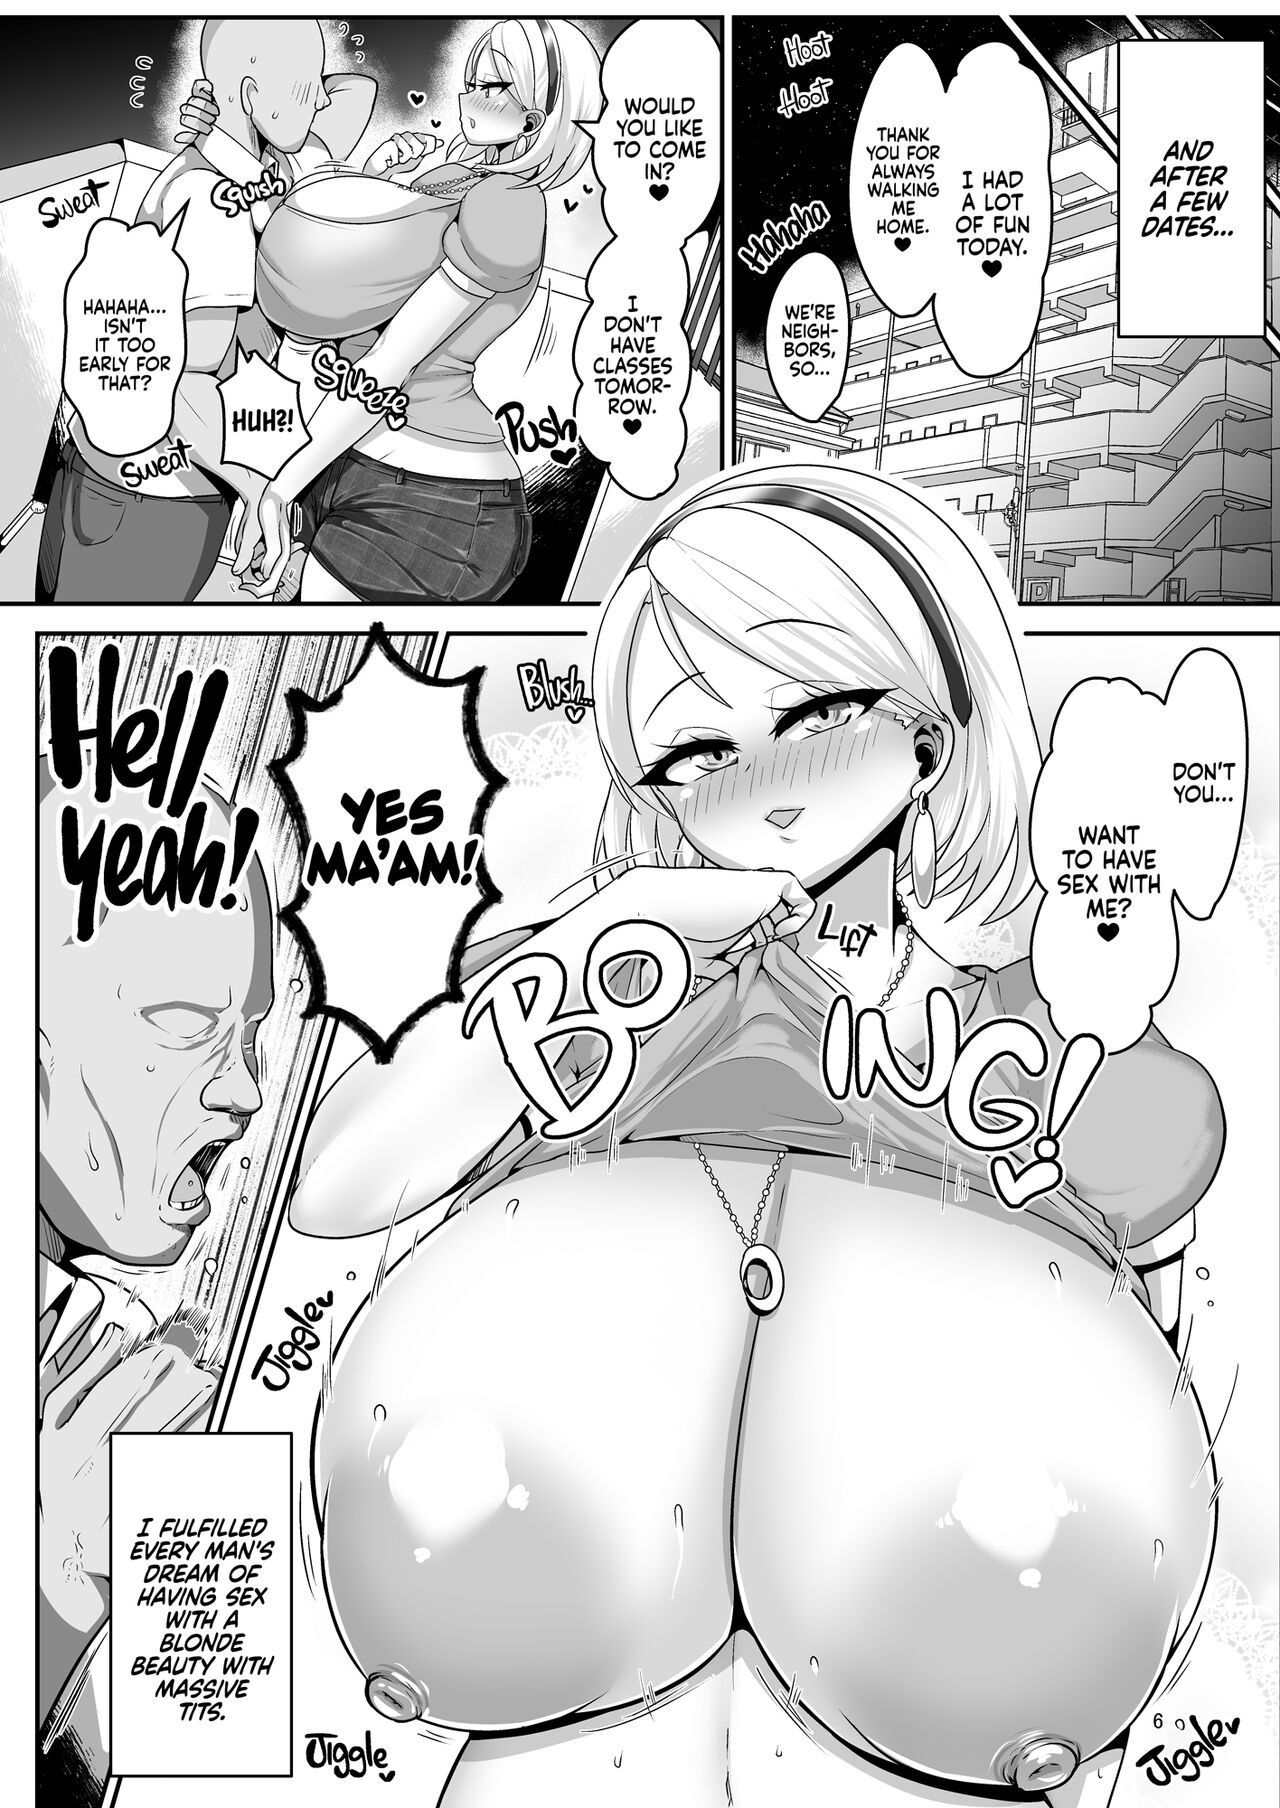 AND
AFTER
A FEW
DATES...
I HAD
A LOT
OF FUN
TODAY.
♥
THANK
YOU FOR
ALWAYS
WALKING
ME
HOME.
♥
Hoot
Hoot
Hahaha
WE'RE
NEIGH-
BORS,
SO...
P
WOULD
YOU LIKE
TO COME
IN?
♥
I
DON'T
HAVE
CLASSES
TOMOR-
ROW.
♥
Squish
Sweat
HAHAHA...
ISN'T
IT TOO
EARLY FOR
THAT?
Squeeze
HUH?!
Push
Sweat
DON'T
YOU...
WANT
TO HAVE
SEX WITH
ME?
♥
Blush...
Lift
BOING!
YES
MA'AM!
Hell
yeah!
Jiggle
I FULFILLED
EVERY MAN'S
DREAM OF
HAVING SEX
WITH A
BLONDE
BEAUTY WITH
MASSIVE
TITS.
Jiggle
Jiggle
6